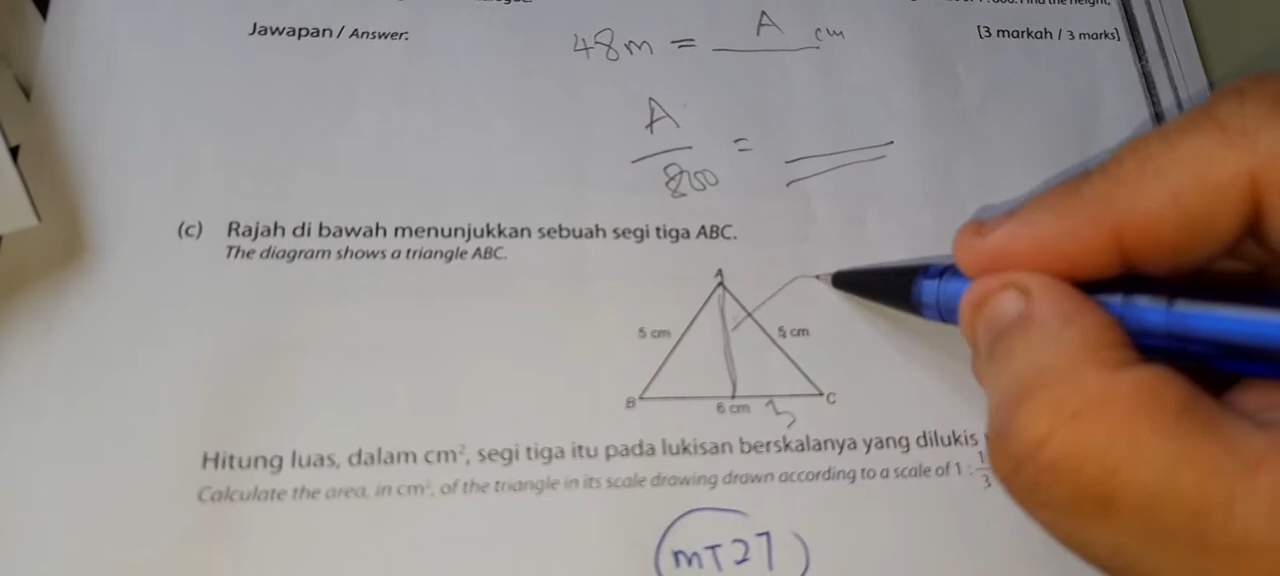 Jawapan / Answer:
48m = A cm
[3 markah / 3 marks]
A
800 =
(c) Rajah di bawah menunjukkan sebuah segi tiga ABC.
The diagram shows a triangle ABC.
A
5 cm
5 cm
B
6 cm
3
C
Hitung luas, dalam cm², segi tiga itu pada lukisan berskalanya yang dilukis
Calculate the area, in cm², of the triangle in its scale drawing drawn according to a scale of 1 : 1/3
mT27